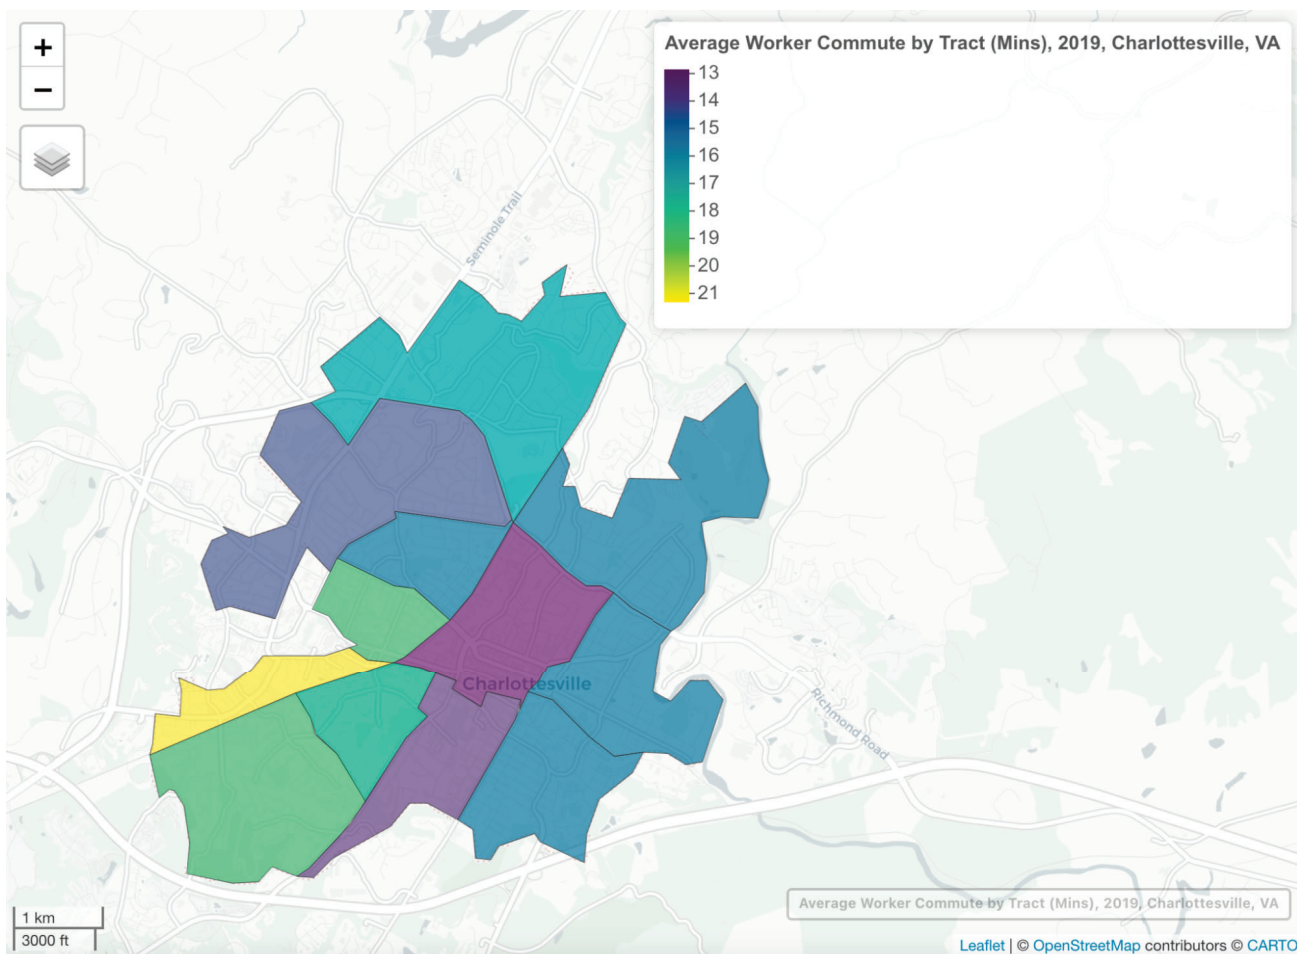 +
−
Average Worker Commute by Tract (Mins), 2019, Charlottesville, VA
13
14
15
16
17
18
19
20
21
Seminole Trail
Charlottesville
Richmond Road
1 km
3000 ft
Average Worker Commute by Tract (Mins), 2019, Charlottesville, VA
Leaflet | © OpenStreetMap contributors © CARTO